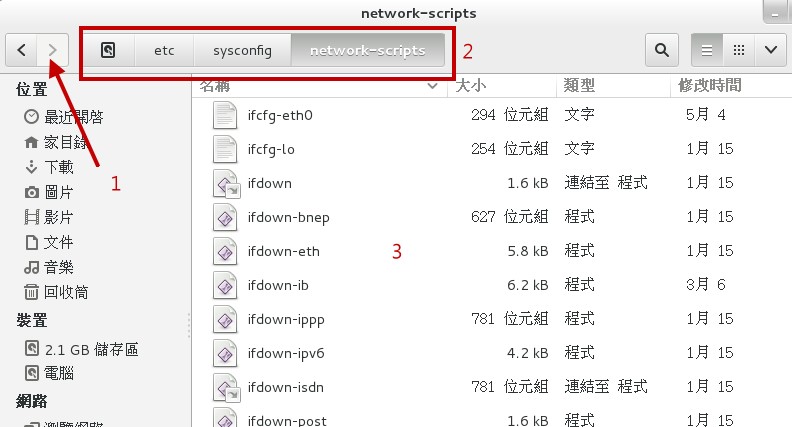 network-scripts
etc sysconfig network-scripts 2
位置 名稱 大小 類型 修改時間
最近開啓 ifcfg-eth0 294 位元組 文字 5月 4
家目錄 ifcfg-lo 254 位元組 文字 1月 15
下載 1 ifdown 1.6 kB 連結至 程式 1月 15
圖片
影片 ifdown-bnep 627 位元組 程式 1月 15
文件 ifdown-eth 3 5.8 kB 程式 1月 15
音樂
回收筒 ifdown-ib 6.2 kB 程式 3月 6
裝置 ifdown-ippp 781 位元組 程式 1月 15
2.1 GB 儲存區 ifdown-ipv6 4.2 kB 程式 1月 15
電腦 ifdown-isdn 781 位元組 連結至 程式 1月 15
網路
瀏覽網路 ifdown-post 1.6 kB 程式 1月 15